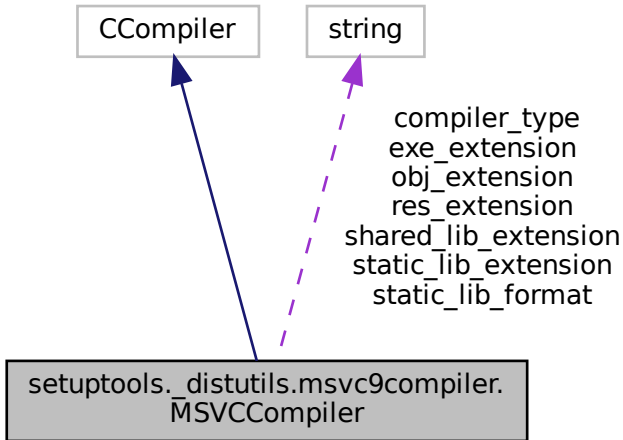 CCompiler
string
compiler_type
exe_extension
obj_extension
res_extension
shared_lib_extension
static_lib_extension
static_lib_format
setuptools._distutils.msvc9compiler.
MSVCCompiler